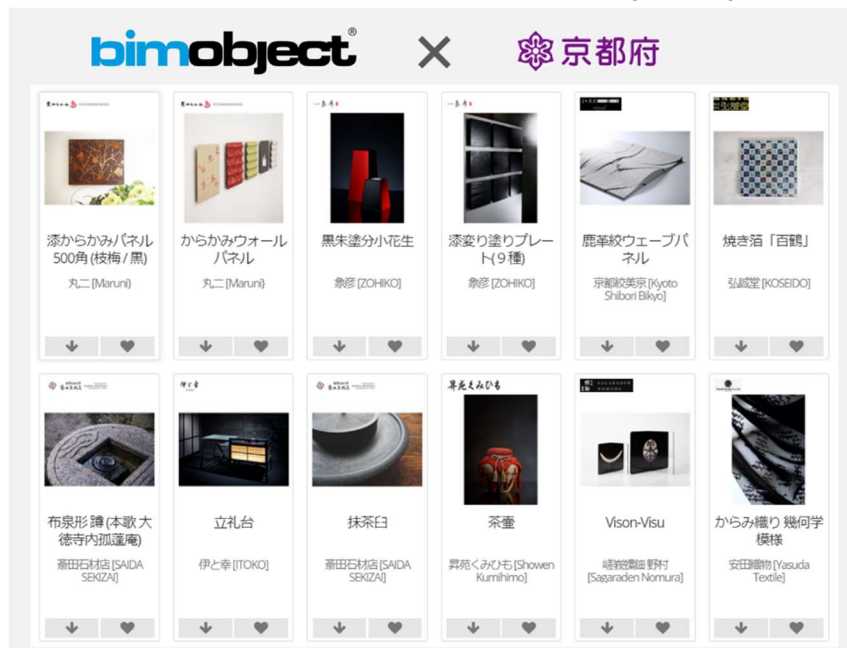 bimobject®
京都府
漆からかみパネル
500角(枝梅/黒)
丸二 [Maruni}
からかみウォール
パネル
丸二 [Maruni}
黒朱塗分小花生
象彦 [ZOHIKO]
漆変り塗りプレー
ト(9種)
象彦 [ZOHIKO]
鹿革絞ウェーブパ
ネル
京都絞美京 [Kyoto
Shibori Bikyo]
焼き箔「百鶴」
弘誠堂 [KOSEIDO]
布泉形 蹲 (本歌 大
徳寺内孤蓬庵)
斎田石材店 [SAIDA
SEKIZAI]
伊と幸
立礼台
伊と幸 [ITOKO]
抹茶臼
斎田石材店 [SAIDA
SEKIZAI]
昇苑くみひも
茶壷
昇苑くみひも [Showen
Kumihimo]
Vison-Visu
野村
[Sagaraden Nomura]
からみ織り 幾何学
模様
安田織物 [Yasuda
Textile]